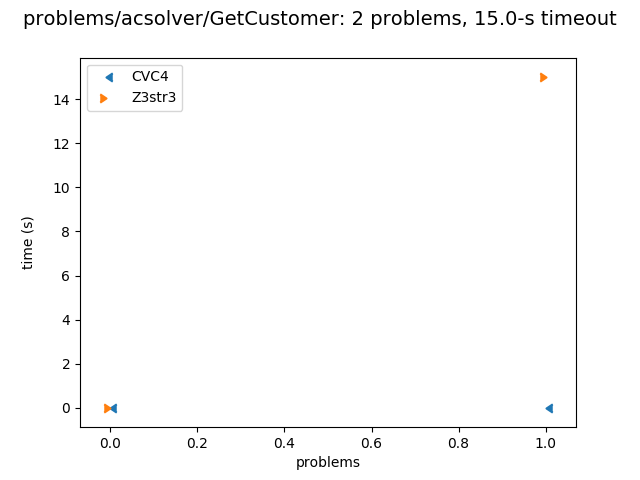 problems/acsolver/GetCustomer: 2 problems, 15.0-s timeout
CVC4
Z3str3
14
12
10
8
6
4
2
0
time (s)
0.0 0.2 0.4 0.6 0.8 1.0
problems